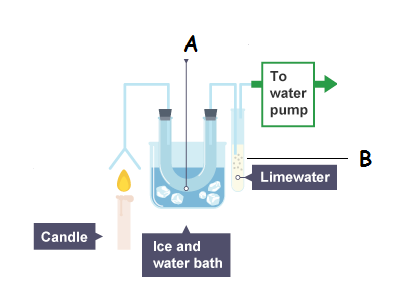 A
To
water
pump
B
Limewater
Candle
Ice and
water bath